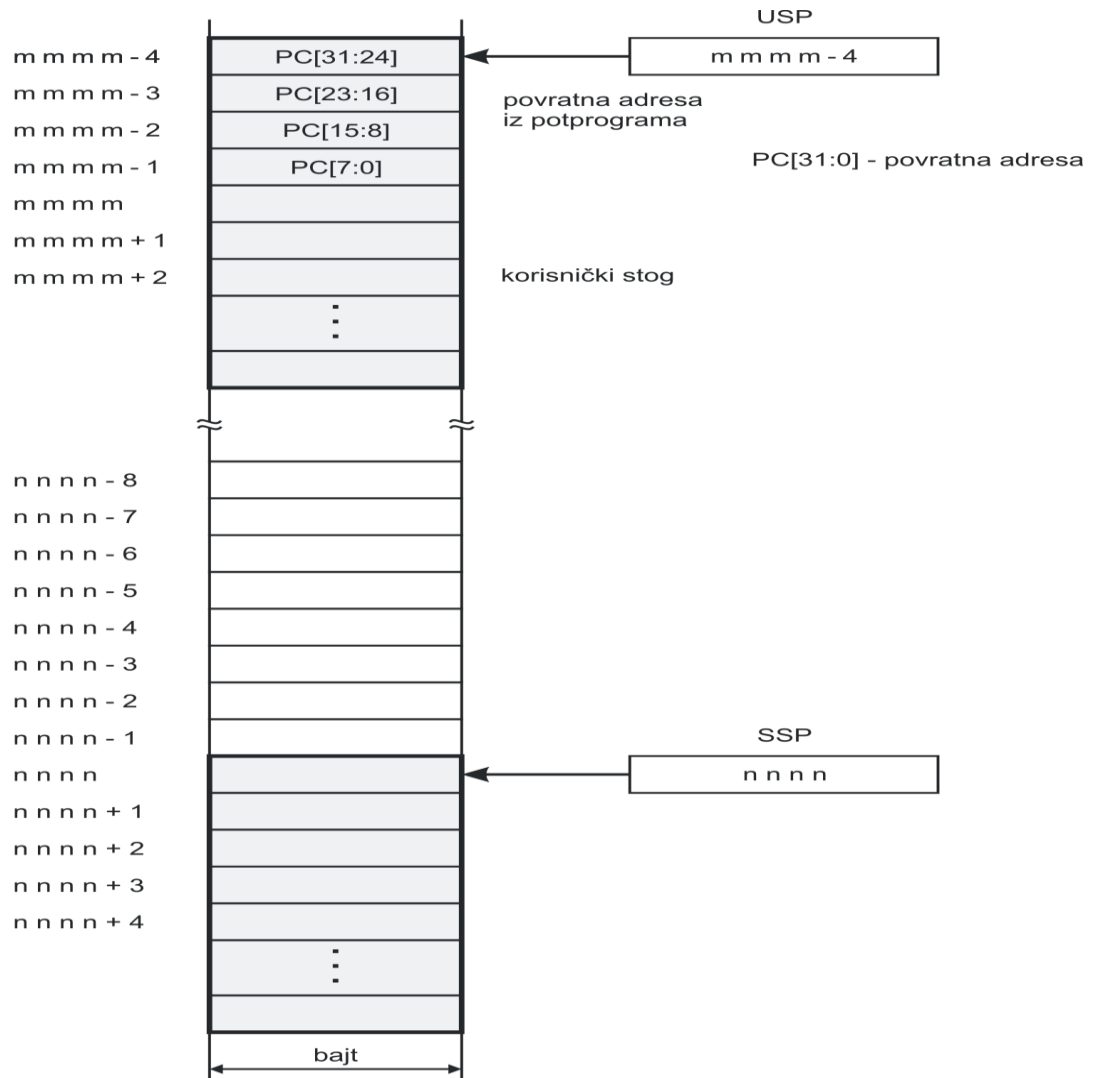 USP
m m m m - 4 PC[31:24] m m m m - 4
m m m m - 3 PC[23:16] povratna adresa
m m m m - 2 PC[15:8] iz potprograma
m m m m - 1 PC[7:0] PC[31:0] - povratna adresa
m m m m
m m m m + 1
m m m m + 2 korisnički stog
n n n n - 8
n n n n - 7
n n n n - 6
n n n n - 5
n n n n - 4
n n n n - 3
n n n n - 2
n n n n - 1 SSP
n n n n n n n n
n n n n + 1
n n n n + 2
n n n n + 3
n n n n + 4
bajt